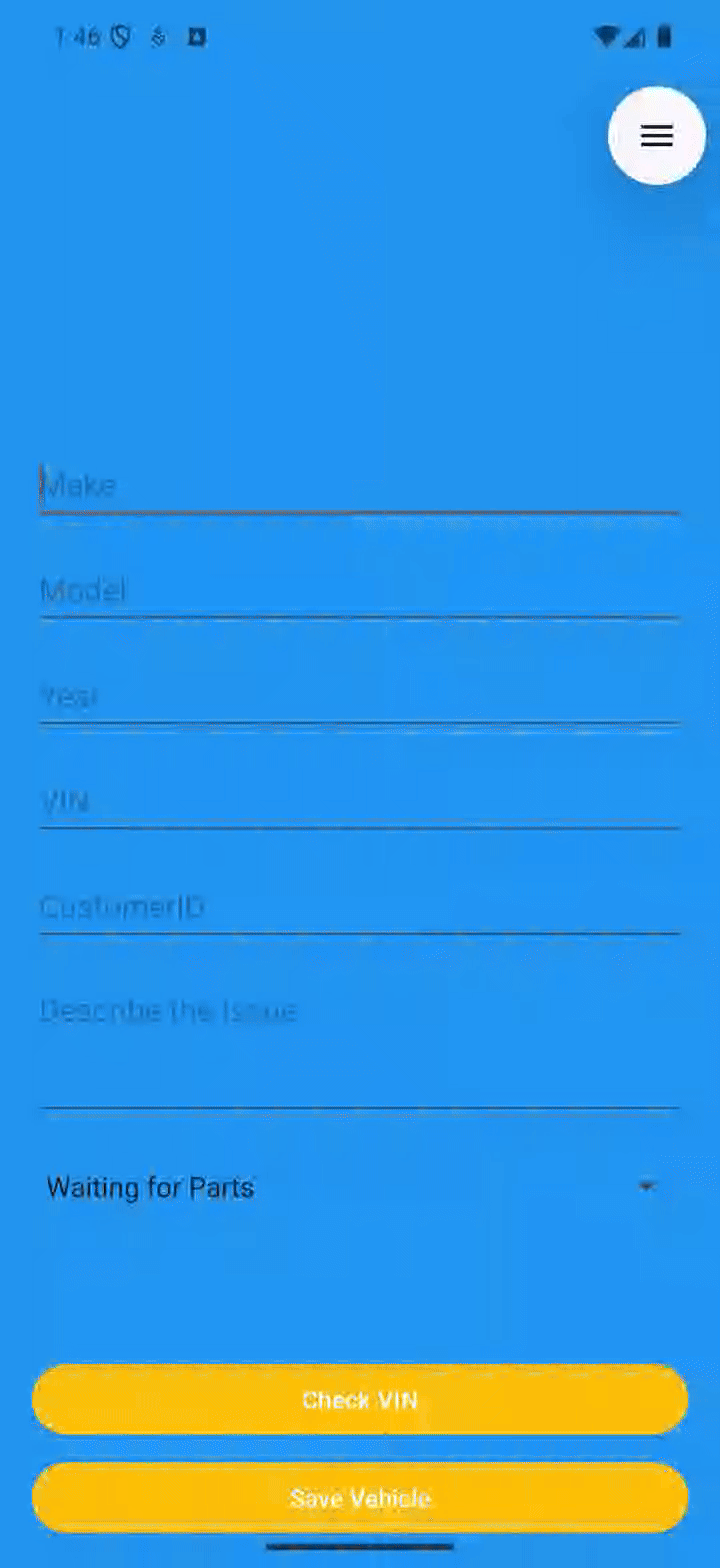 1:46
Make
Model
Year
VIN
CustomerID
Describe the Issue
Waiting for Parts
Check VIN
Save Vehicle